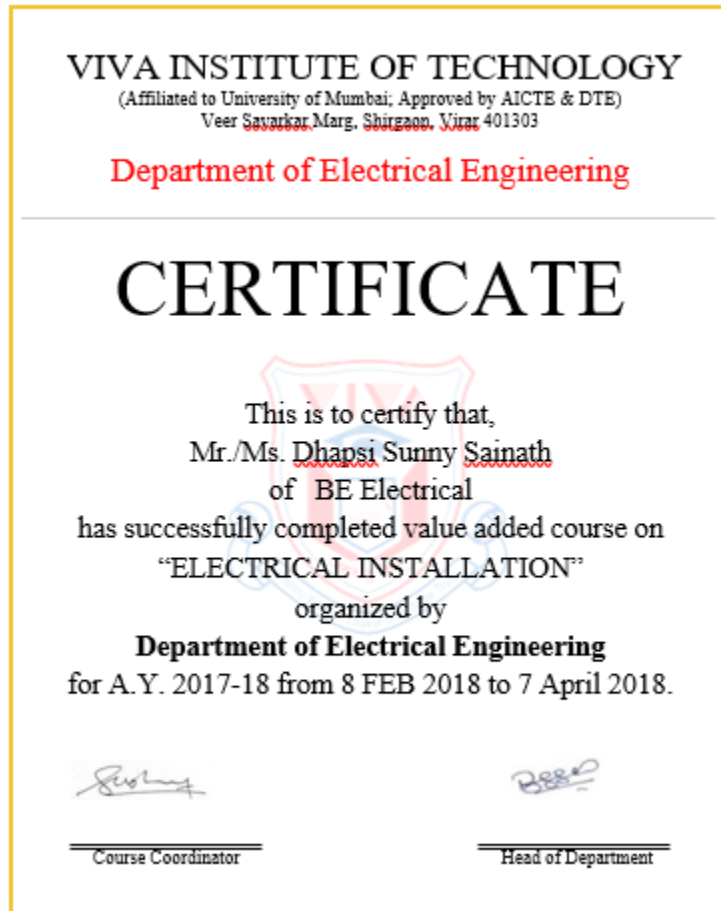 VIVA INSTITUTE OF TECHNOLOGY
(Affiliated to University of Mumbai; Approved by AICTE & DTE)
Veer Savarkar Marg, Shirgaon, Virar 401303
Department of Electrical Engineering
CERTIFICATE
This is to certify that,
Mr./Ms. Dhapsi Sunny Sainath
of BE Electrical
has successfully completed value added course on
“ELECTRICAL INSTALLATION”
organized by
Department of Electrical Engineering
for A.Y. 2017-18 from 8 FEB 2018 to 7 April 2018.
Course Coordinator
Head of Department